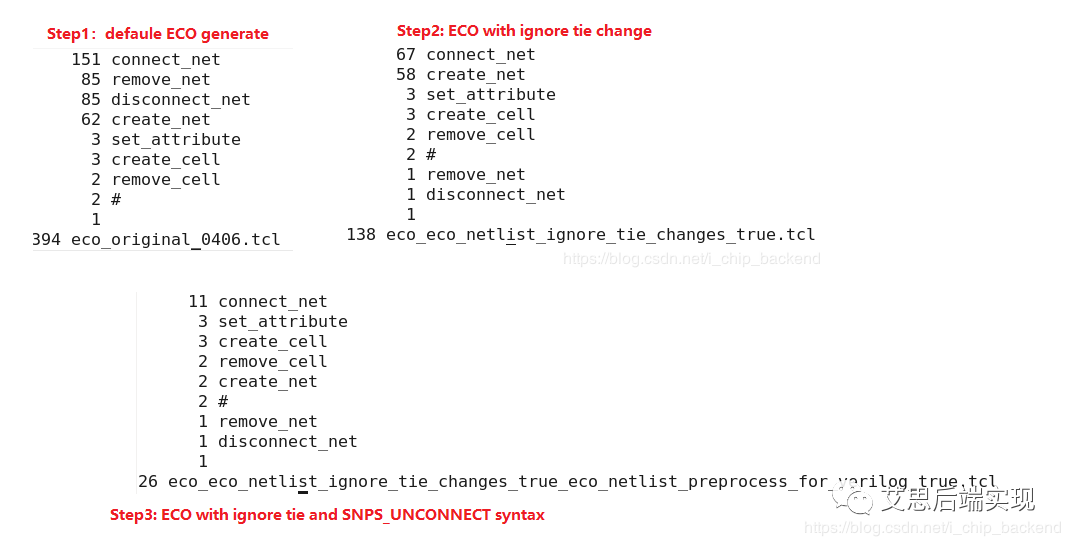 Step1：defaule ECO generate
151 connect_net
85 remove_net
85 disconnect_net
62 create_net
3 set_attribute
3 create_cell
2 remove_cell
2 #
1
394 eco_original_0406.tcl
Step2: ECO with ignore tie change
67 connect_net
58 create_net
3 set_attribute
3 create_cell
2 remove_cell
2 #
1 remove_net
1 disconnect_net
1
138 eco_eco_netlist_ignore_tie_changes_true.tcl
https://blog.csdn.net/i_chip_backend
11 connect_net
3 set_attribute
3 create_cell
2 remove_cell
2 create_net
2 #
1 remove_net
1 disconnect_net
1
26 eco_eco_netlist_ignore_tie_changes_true_eco_netlist_preprocess_for_verilog_true.tcl
艾思后端实现
Step3: ECO with ignore tie and SNPS_UNCONNECT syntax
https://blog.csdn.net/i_chip_backend